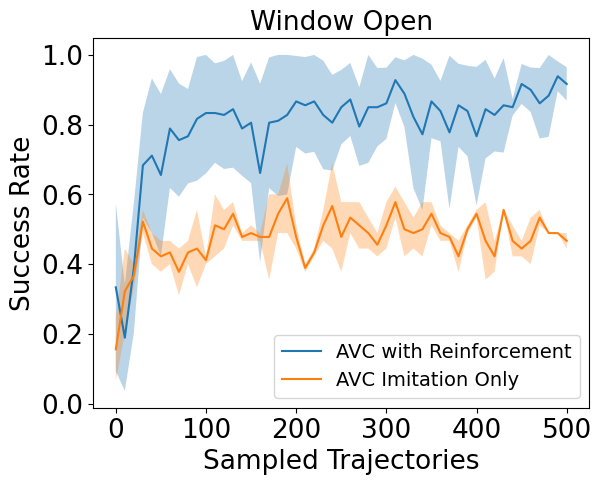 Window Open
1.0
0.8
0.6
0.4
0.2
0.0
Success Rate
AVC with Reinforcement
AVC Imitation Only
0 100 200 300 400 500
Sampled Trajectories